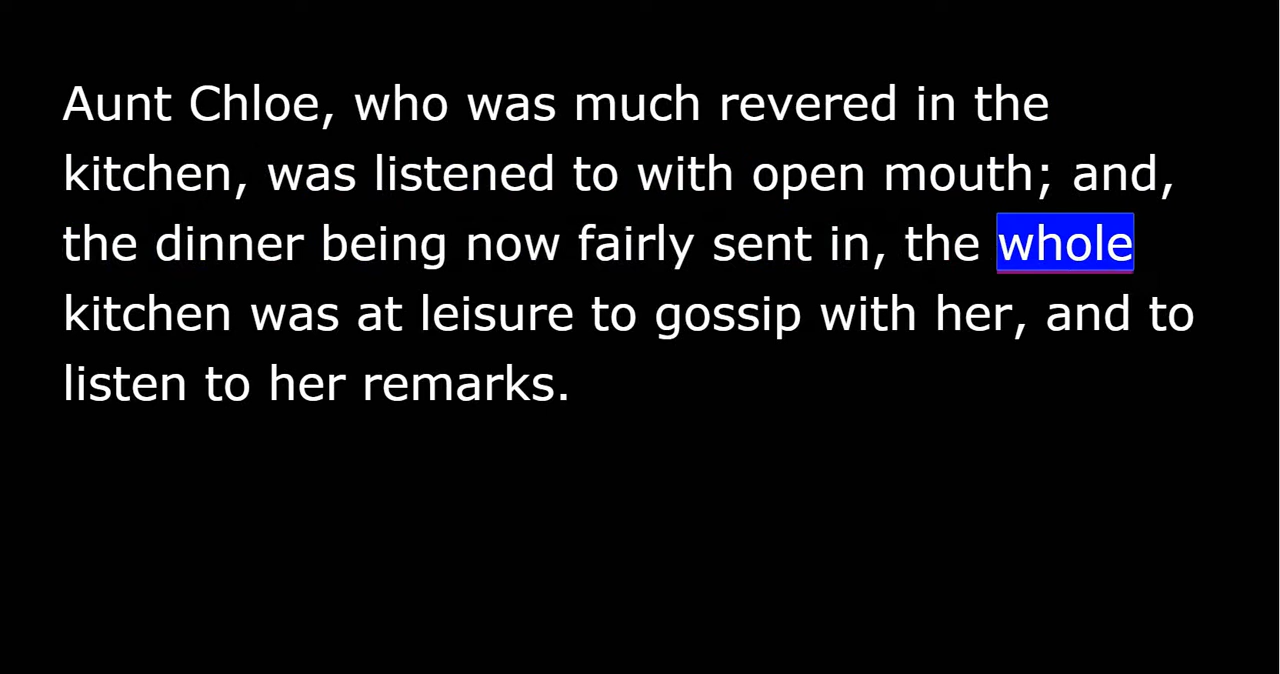 Aunt Chloe, who was much revered in the
kitchen, was listened to with open mouth; and,
the dinner being now fairly sent in, the whole
kitchen was at leisure to gossip with her, and to
listen to her remarks.